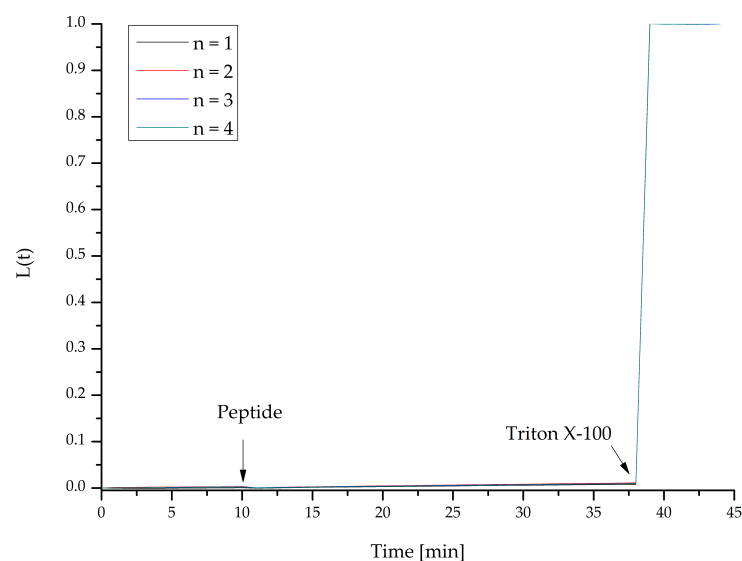 1.0
n = 1
n = 2
0.9
n = 3
0.8
n = 4
0.7
0.6
L(t)
0.5
0.4
0.3
0.2
Peptide
Triton X-100
0.1
0.0
0 5 10 15 20 25 30 35 40 45
Time [min]